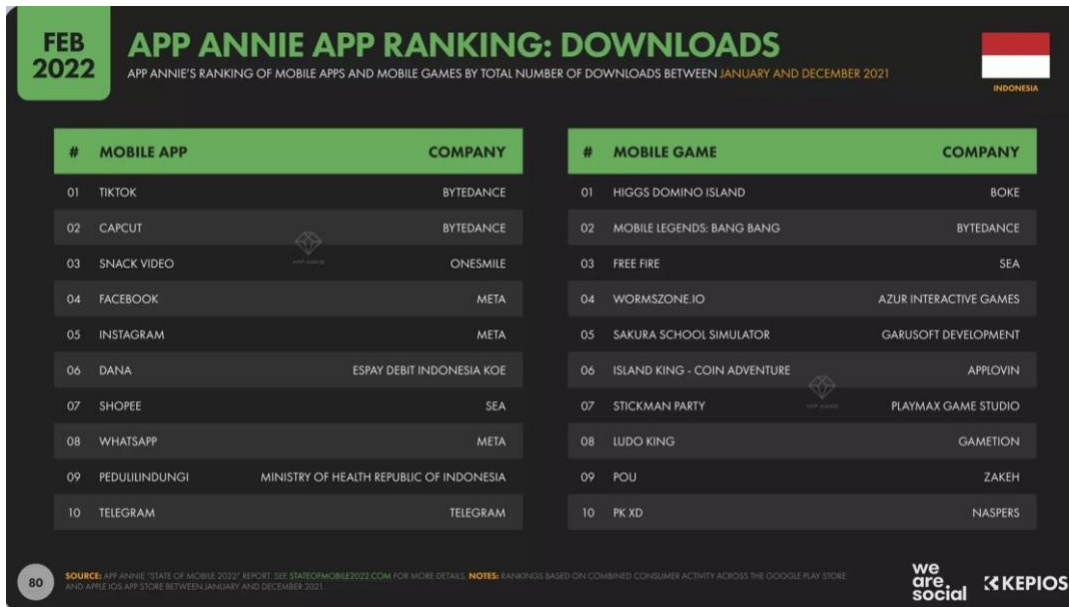 FEB
2022
APP ANNIE APP RANKING: DOWNLOADS
APP ANNIE'S RANKING OF MOBILE APPS AND MOBILE GAMES BY TOTAL NUMBER OF DOWNLOADS BETWEEN JANUARY AND DECEMBER 2021
INDONESIA
# MOBILE APP COMPANY
01 TIKTOK BYTEDANCE
02 CAPCUT BYTEDANCE
03 SNACK VIDEO ONESMILE
04 FACEBOOK META
05 INSTAGRAM META
06 DANA ESPAY DEBIT INDONESIA KOE
07 SHOPEE SEA
08 WHATSAPP META
09 PEDULILINDUNGI MINISTRY OF HEALTH REPUBLIC OF INDONESIA
10 TELEGRAM TELEGRAM
APP ANNIE
# MOBILE GAME COMPANY
01 HIGGS DOMINO ISLAND BOKE
02 MOBILE LEGENDS: BANG BANG BYTEDANCE
03 FREE FIRE SEA
04 WORMSZONE.IO AZUR INTERACTIVE GAMES
05 SAKURA SCHOOL SIMULATOR GARUSOFT DEVELOPMENT
06 ISLAND KING - COIN ADVENTURE APPLOVIN
07 STICKMAN PARTY PLAYMAX GAME STUDIO
08 LUDO KING GAMETION
09 POU ZAKEH
10 PK XD NASPERS
APP ANNIE
80
SOURCE: APP ANNIE "STATE OF MOBILE 2022" REPORT. SEE STATEOFMOBILE2022.COM FOR MORE DETAILS. NOTES: RANKINGS BASED ON COMBINED CONSUMER ACTIVITY ACROSS THE GOOGLE PLAY STORE
AND APPLE IOS APP STORE BETWEEN JANUARY AND DECEMBER 2021.
we
are
social
KEPIOS